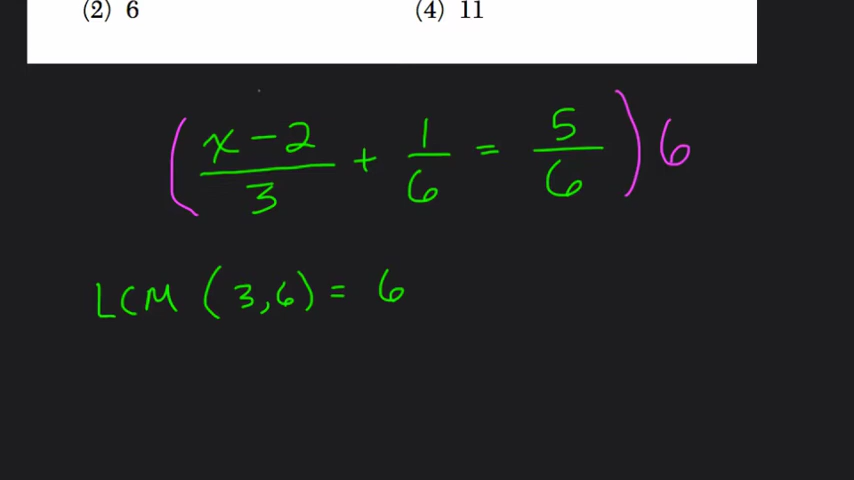 (2) 6 (4) 11
(x-2/3 + 1/6 = 5/6) 6
LCM (3,6) = 6